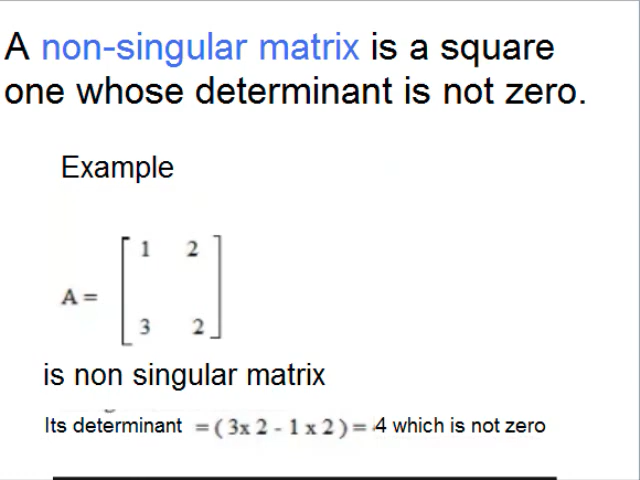 A non-singular matrix is a square
one whose determinant is not zero.
Example
1 2
A =
3 2
is non singular matrix
Its determinant = ( 3x 2 - 1 x 2 ) = 4 which is not zero